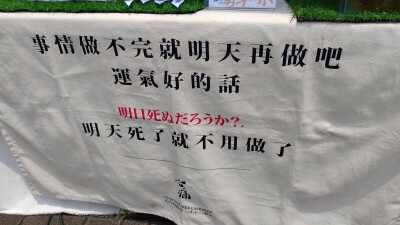 事情做不完就明天再做吧
運氣好的話
明日死ぬだろうか?
明天死了就不用做了